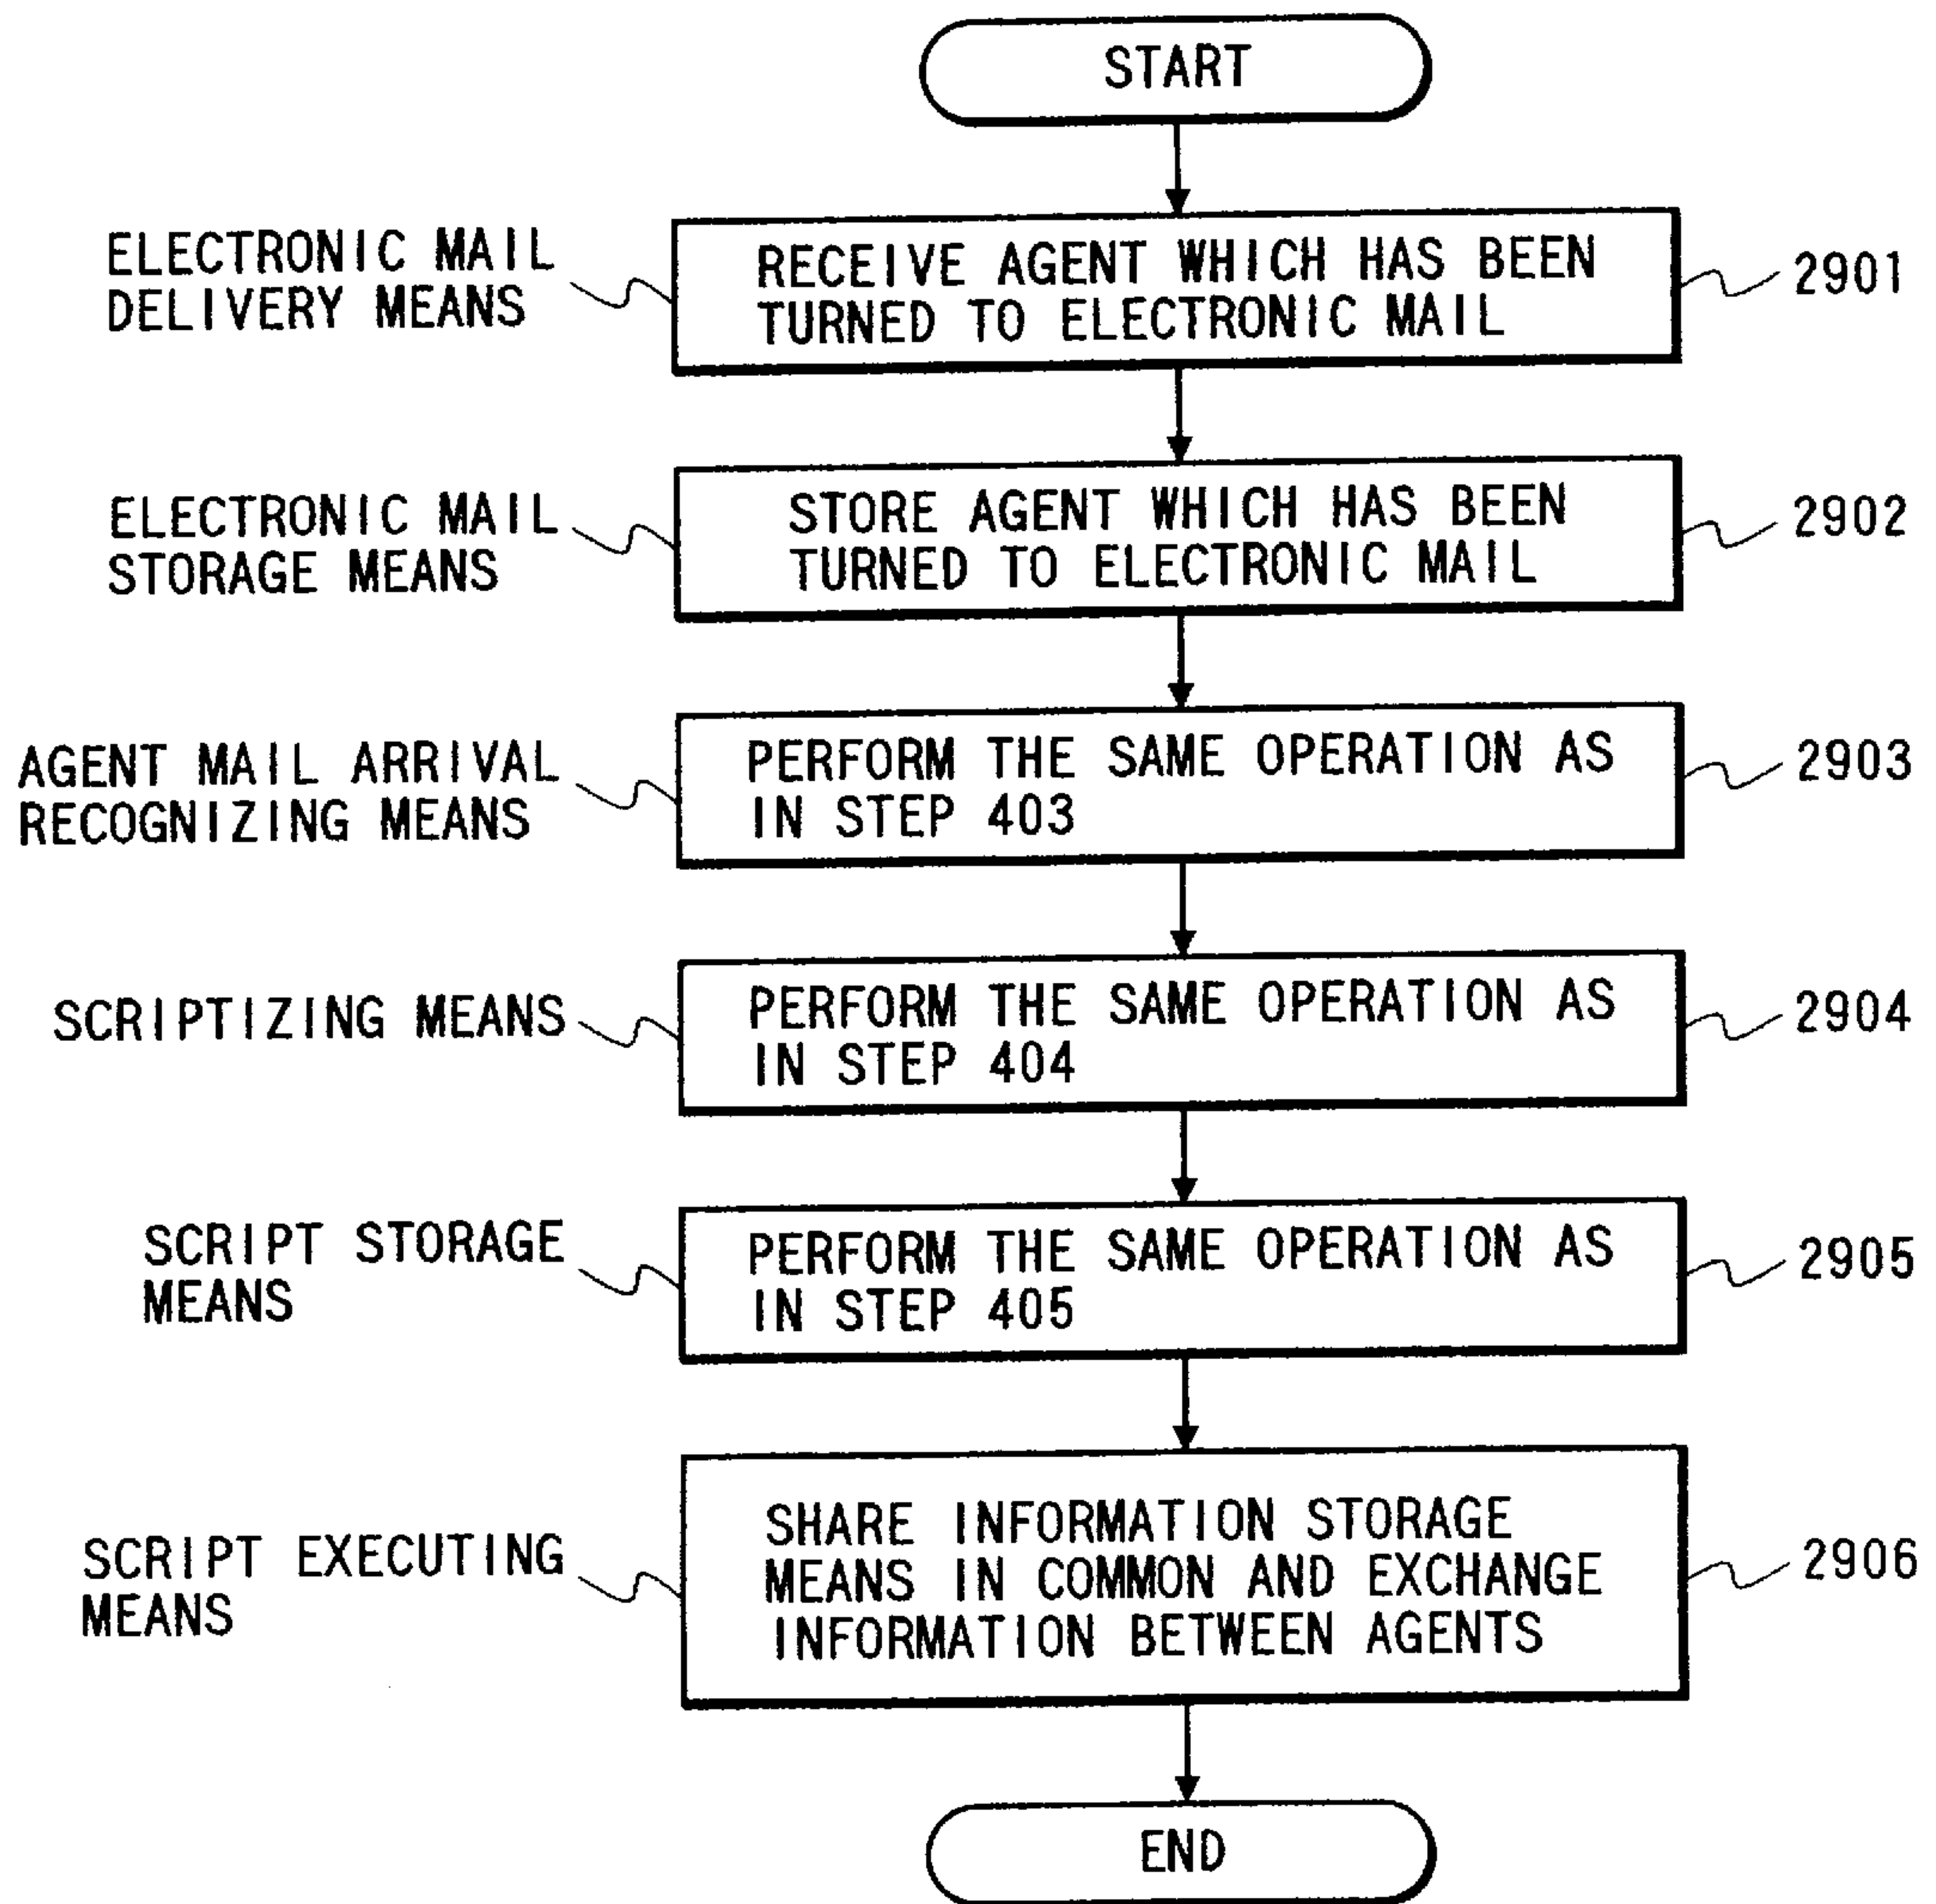 START
ELECTRONIC MAIL
DELIVERY MEANS
RECEIVE AGENT WHICH HAS BEEN
TURNED TO ELECTRONIC MAIL
2901
ELECTRONIC MAIL
STORAGE MEANS
STORE AGENT WHICH HAS BEEN
TURNED TO ELECTRONIC MAIL
2902
AGENT MAIL ARRIVAL
RECOGNIZING MEANS
PERFORM THE SAME OPERATION AS
IN STEP 403
2903
SCRIPTIZING MEANS
PERFORM THE SAME OPERATION AS
IN STEP 404
2904
SCRIPT STORAGE
MEANS
PERFORM THE SAME OPERATION AS
IN STEP 405
2905
SCRIPT EXECUTING
MEANS
SHARE INFORMATION STORAGE
MEANS IN COMMON AND EXCHANGE
INFORMATION BETWEEN AGENTS
2906
END